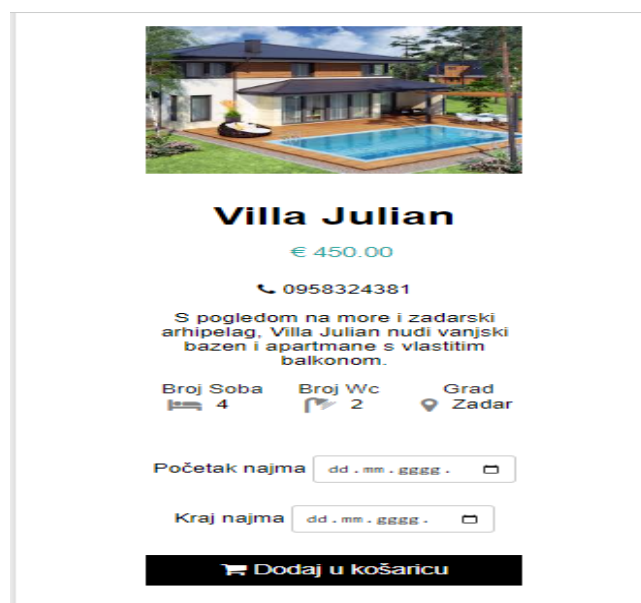 Villa Julian
€ 450.00
0958324381
S pogledom na more i zadarski
arhipelag, Villa Julian nudi vanjski
bazen i apartmane s vlastitim
balkonom.
Broj Soba Broj Wc Grad
4 2 Zadar
Početak najma dd.mm.gggg.
Kraj najma dd.mm.gggg.
Dodaj u košaricu